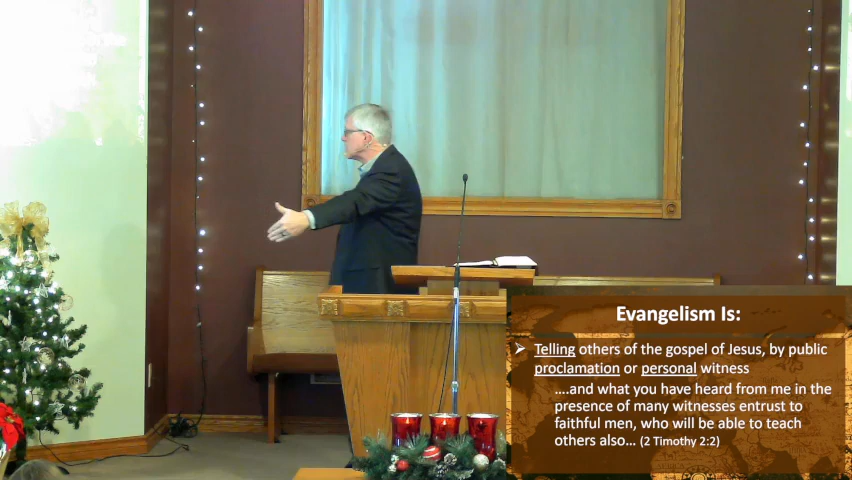 Evangelism Is:
➤ Telling others of the gospel of Jesus, by public
proclamation or personal witness
….and what you have heard from me in the
presence of many witnesses entrust to
faithful men, who will be able to teach
others also… (2 Timothy 2:2)